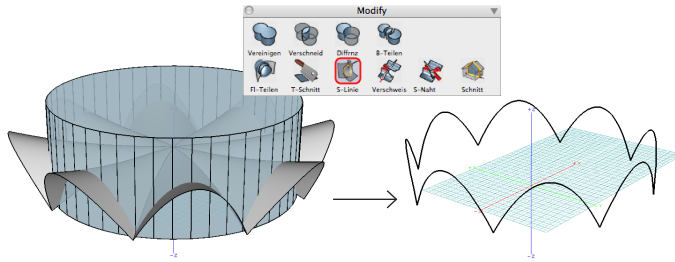 Modify
Vereinigen Verschneid Diffrnz B-Teilen
Fl-Teilen T-Schnitt S-Linie Verschweis S-Naht Schnitt
+Z
-Z
-Z